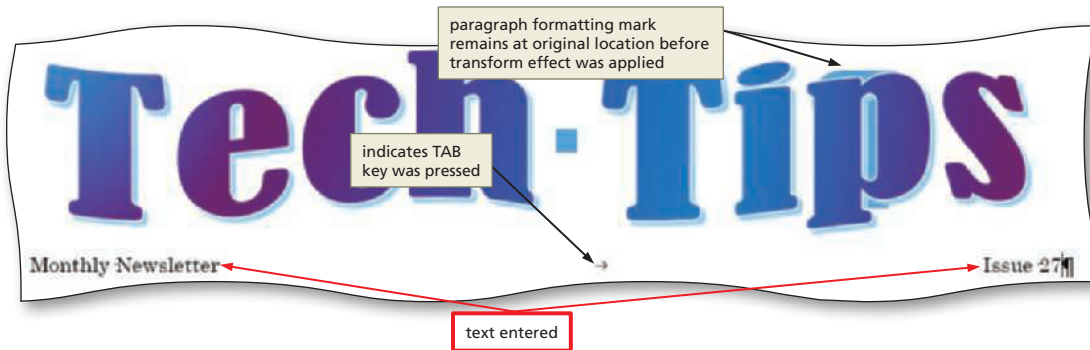 paragraph formatting mark
remains at original location before
transform effect was applied
Tech·Tips
indicates TAB
key was pressed
Monthly·Newsletter → Issue·27¶
text entered